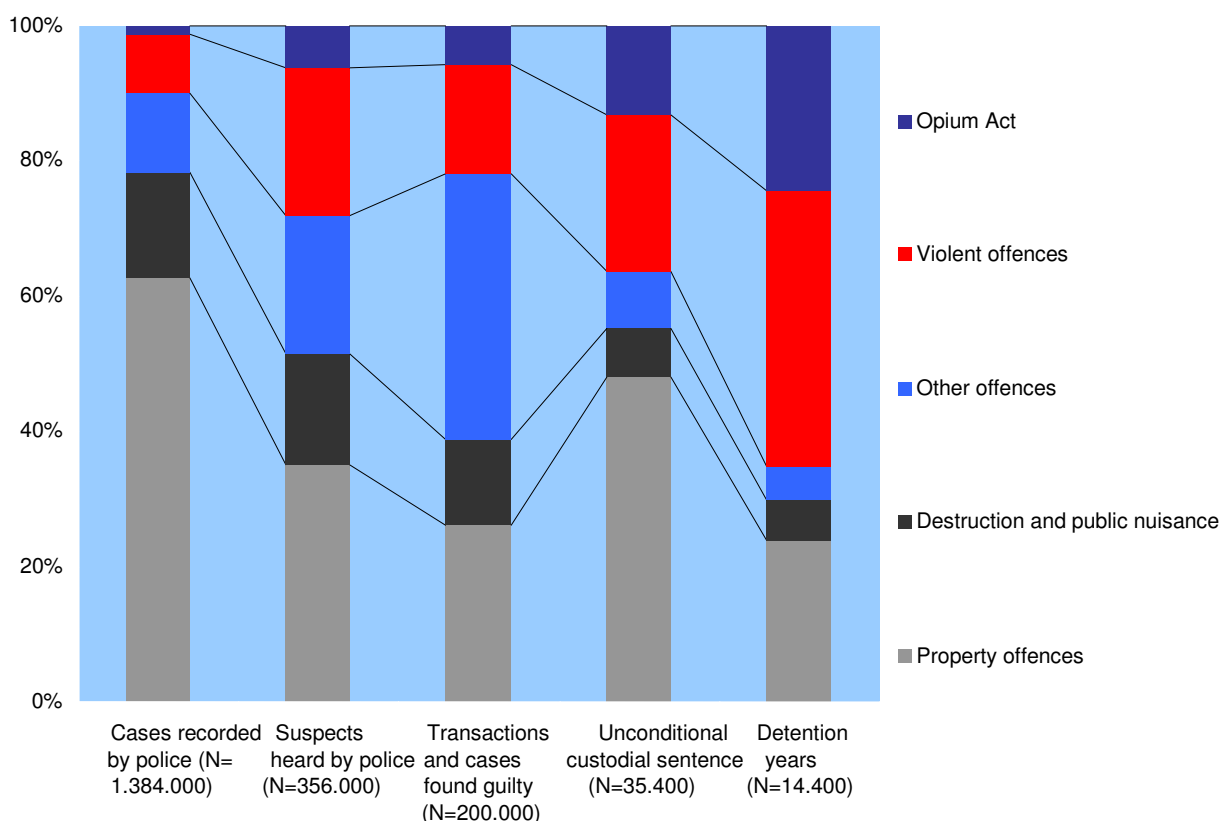 100%
80%
60%
40%
20%
0%
Opium Act
Violent offences
Other offences
Destruction and public nuisance
Property offences
Cases recorded
by police (N=
1.384.000)
Suspects
heard by police
(N=356.000)
Transactions
and cases
found guilty
(N=200.000)
Unconditional
custodial sentence
(N=35.400)
Detention
years
(N=14.400)